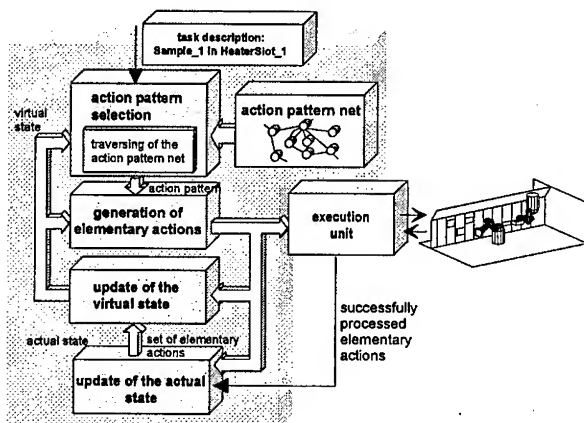 task description:
Sample_1 in HeaterSlot_1
virtual
state
action pattern
selection
traversing of the
action pattern net
action pattern net
action pattern
generation of
elementary actions
execution
unit
update of the
virtual state
actual state
set of elementary
actions
update of the actual
state
successfully
processed
elementary
actions